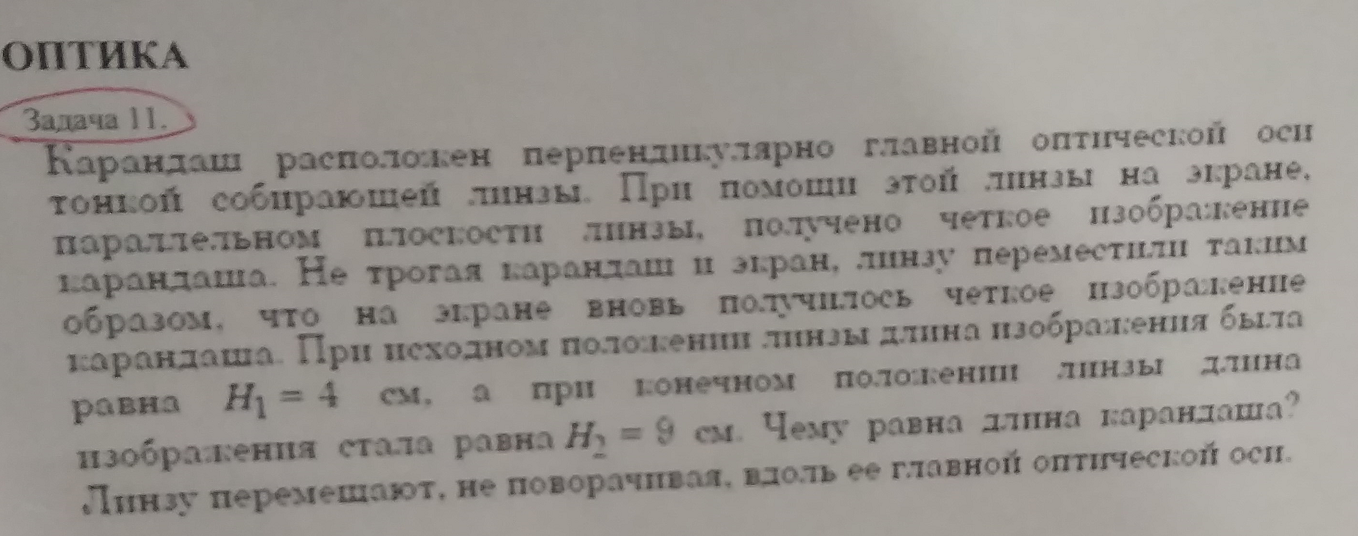 ОПТИКА
Задача 11.
Карандаш расположен перпендикулярно главной оптической оси
тонкой собирающей линзы. При помощи этой линзы на экране,
параллельном плоскости линзы, получено четкое изображение
карандаша. Не трогая карандаш и экран, линзу переместили таким
образом, что на экране вновь получилось четкое изображение
карандаша. При исходном положении линзы длина изображения была
равна H₁ = 4 см, а при конечном положении линзы длина
изображения стала равна H₂ = 9 см. Чему равна длина карандаша?
Линзу перемещают, не поворачивая, вдоль ее главной оптической оси.